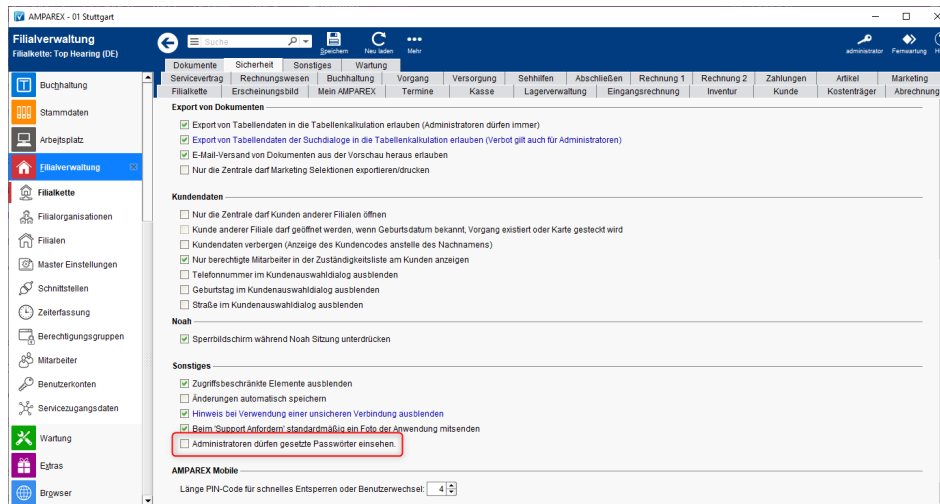 AMPAREX - 01 Stuttgart
Filialverwaltung
Filialkette: Top Hearing (DE)
Suche
Speichern
Neu laden
Mehr
administrator
Fernwartung
Dokumente Sicherheit Sonstiges Wartung
Servicevertrag Rechnungswesen Buchhaltung Vorgang Versorgung Sehhilfen Abschließen Rechnung 1 Rechnung 2 Zahlungen Artikel Marketing
Filialkette Erscheinungsbild Mein AMPAREX Termine Kasse Lagerverwaltung Eingangsrechnung Inventur Kunde Kostenträger Abrechnung
Buchhaltung
Stammdaten
Arbeitsplatz
Filialverwaltung
Filialkette
Filialorganisationen
Filialen
Master Einstellungen
Schnittstellen
Zeiterfassung
Berechtigungsgruppen
Mitarbeiter
Benutzerkonten
Servicezugangsdaten
Wartung
Extras
Browser
Export von Dokumenten
Export von Tabellendaten in die Tabellenkalkulation erlauben (Administratoren dürfen immer)
Export von Tabellendaten der Suchdialoge in die Tabellenkalkulation erlauben (Verbot gilt auch für Administratoren)
E-Mail-Versand von Dokumenten aus der Vorschau heraus erlauben
Nur die Zentrale darf Marketing Selektionen exportieren/drucken
Kundendaten
Nur die Zentrale darf Kunden anderer Filialen öffnen
Kunde anderer Filiale darf geöffnet werden, wenn Geburtsdatum bekannt, Vorgang existiert oder Karte gesteckt wird
Kundendaten verbergen (Anzeige des Kundencodes anstelle des Nachnamens)
Nur berechtigte Mitarbeiter in der Zuständigkeitsliste am Kunden anzeigen
Telefonnummer im Kundenauswahldialog ausblenden
Geburtstag im Kundenauswahldialog ausblenden
Straße im Kundenauswahldialog ausblenden
Noah
Sperrbildschirm während Noah Sitzung unterdrücken
Sonstiges
Zugriffsbeschränkte Elemente ausblenden
Änderungen automatisch speichern
Hinweis bei Verwendung einer unsicheren Verbindung ausblenden
Beim 'Support Anfordern' standardmäßig ein Foto der Anwendung mitsenden
Administratoren dürfen gesetzte Passwörter einsehen.
AMPAREX Mobile
Länge PIN-Code für schnelles Entsperren oder Benutzerwechsel: 4